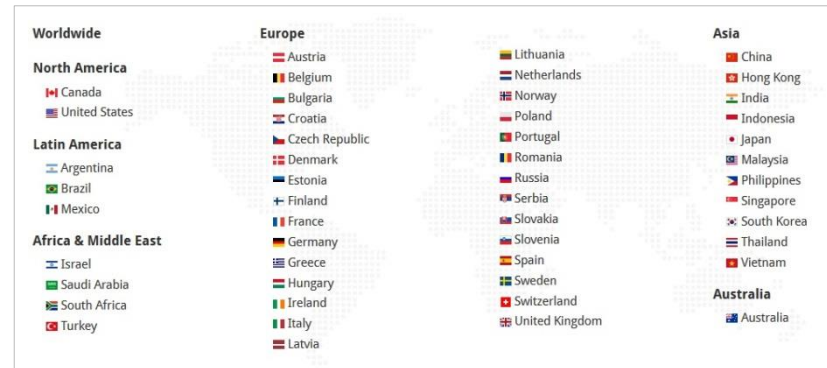 Worldwide
North America
Canada
United States
Latin America
Argentina
Brazil
Mexico
Africa & Middle East
Israel
Saudi Arabia
South Africa
Turkey
Europe
Austria
Belgium
Bulgaria
Croatia
Czech Republic
Denmark
Estonia
Finland
France
Germany
Greece
Hungary
Ireland
Italy
Latvia
Lithuania
Netherlands
Norway
Poland
Portugal
Romania
Russia
Serbia
Slovakia
Slovenia
Spain
Sweden
Switzerland
United Kingdom
Asia
China
Hong Kong
India
Indonesia
Japan
Malaysia
Philippines
Singapore
South Korea
Thailand
Vietnam
Australia
Australia